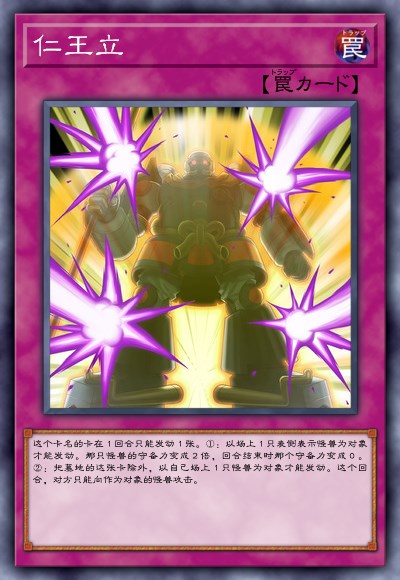 仁王立
罠
トラップ
【罠カード】
トラップ
这个卡名的卡在1回合只能发动1张。①：以场上1只表侧表示怪兽为对象
才能发动。那只怪兽的守备力变成2倍，回合结束时那个守备力变成0。
②：把墓地的这张卡除外，以自己场上1只怪兽为对象才能发动。这个回
合，对方只能向作为对象的怪兽攻击。